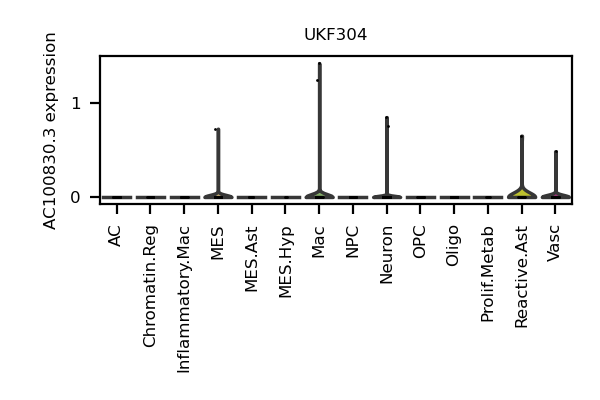 UKF304
AC100830.3 expression
1
0
AC
Chromatin.Reg
Inflammatory.Mac
MES
MES.Ast
MES.Hyp
Mac
NPC
Neuron
OPC
Oligo
Prolif.Metab
Reactive.Ast
Vasc